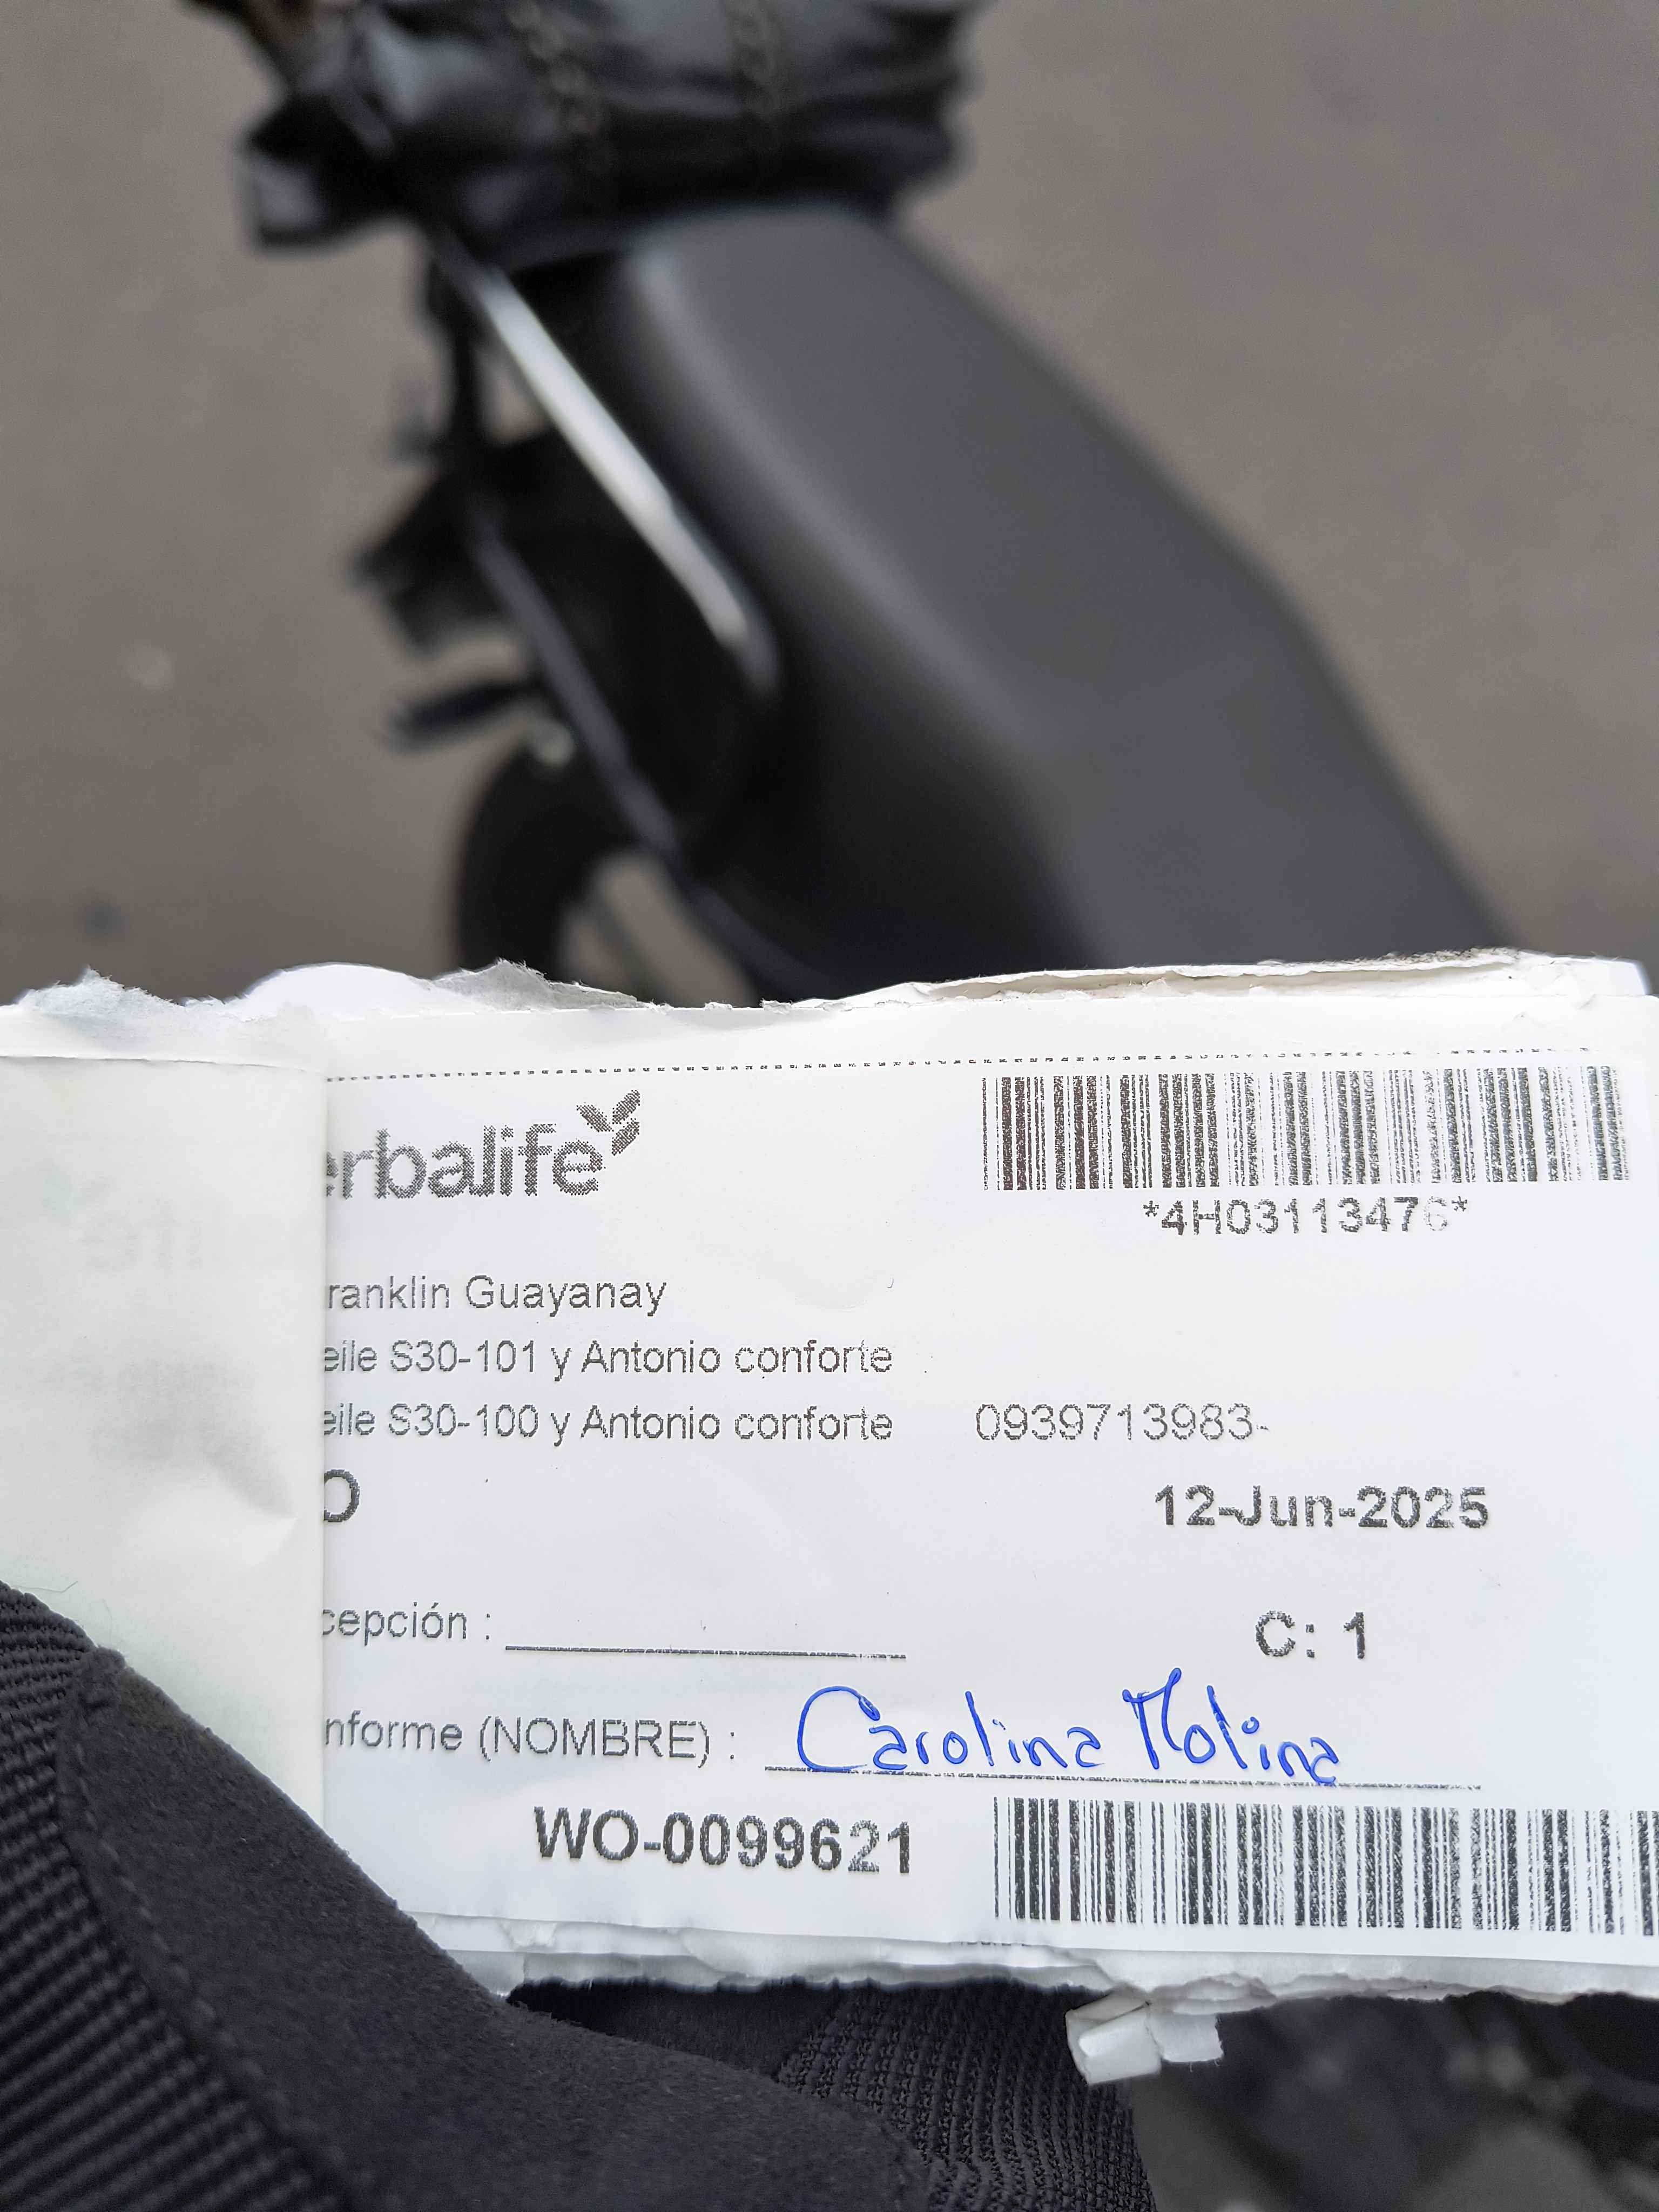 erbalife
*4H03113476*
ranklin Guayanay
eile S30-101 y Antonio conforte
eile S30-100 y Antonio conforte 0939713983-
O 12-Jun-2025
cepción : C: 1
nforme (NOMBRE) : Carolina Molina
WO-0099621